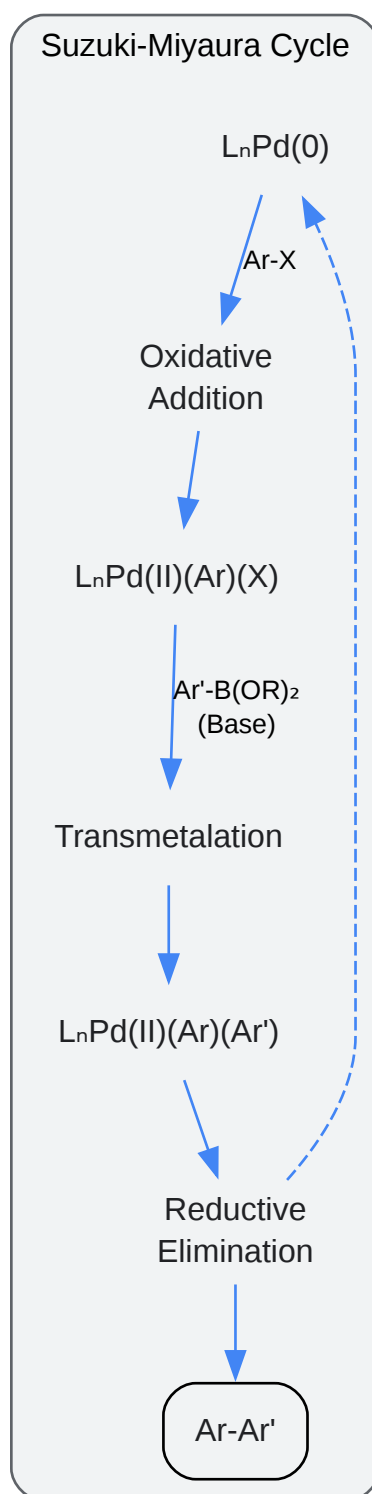 Suzuki-Miyaura Cycle
LₙPd(0)
Ar-X
Oxidative
Addition
LₙPd(II)(Ar)(X)
Ar'-B(OR)₂
(Base)
Transmetalation
LₙPd(II)(Ar)(Ar')
Reductive
Elimination
Ar-Ar'